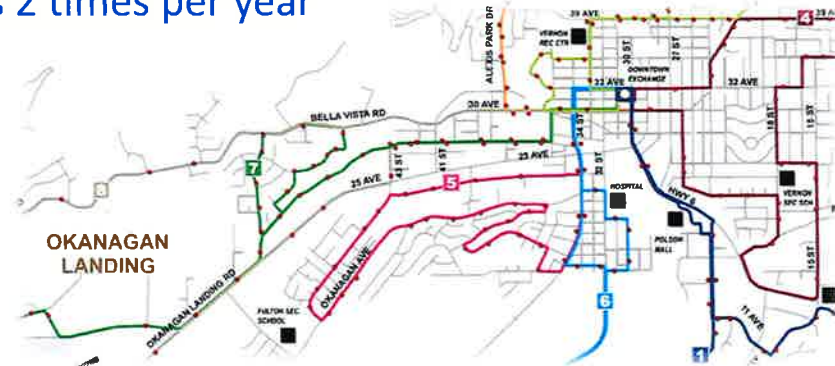 s 2 times per year
39 AVE
4
39 A
VERNON
REC CTR
ALEXIS PARK DR
30 ST
27 ST
DOWNTOWN
EXCHANGE
32 AVE
32 AVE
30 AVE
BELLA VISTA RD
34 ST
18 ST
15 ST
43 ST
41 ST
25 AVE
25 AVE
7
5
32 ST
HOSPITAL
HWY 6
VERNON
SEC SCH
POLSON
MALL
OKANAGAN
LANDING
OKANAGAN AVE
OKANAGAN LANDING RD
FULTON SEC.
SCHOOL
6
15 ST
11 AVE
1